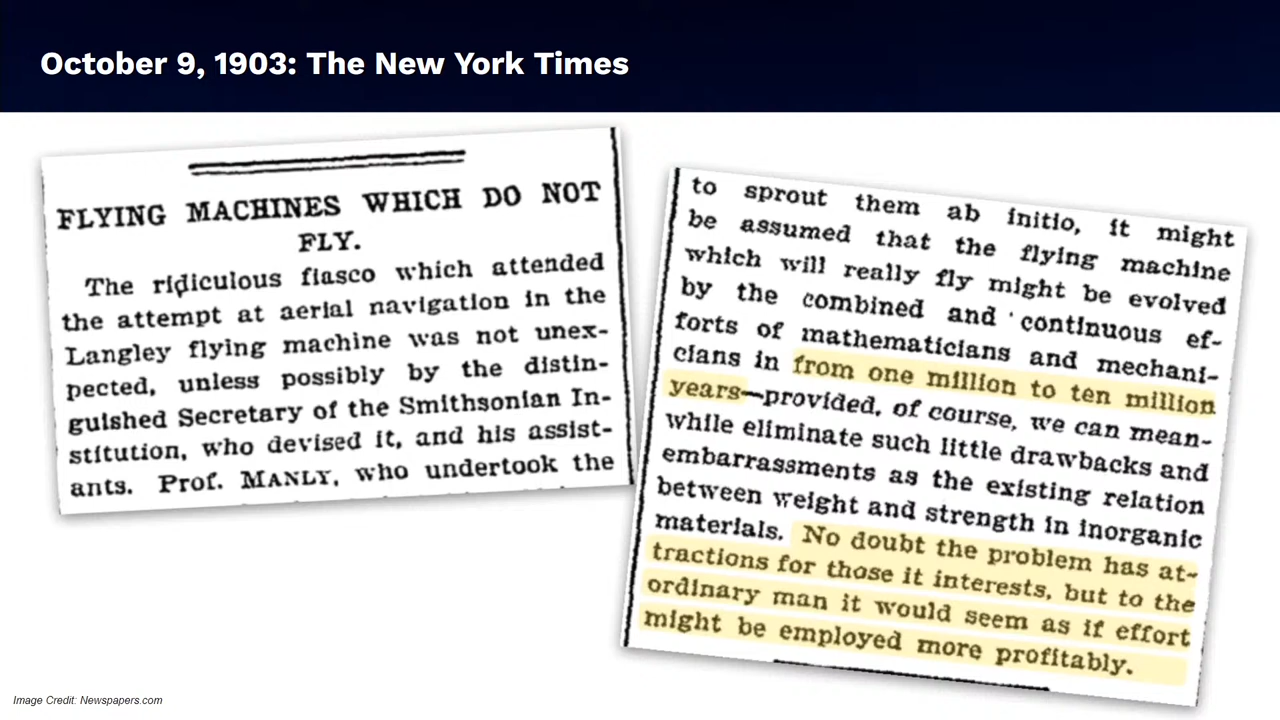 October 9, 1903: The New York Times
FLYING MACHINES WHICH DO NOT
FLY.
The ridiculous fiasco which attended
the attempt at aerial navigation in the
Langley flying machine was not unex-
pected, unless possibly by the distin-
guished Secretary of the Smithsonian In-
stitution, who devised it, and his assist-
ants. Prof. MANLY, who undertook the
to sprout them ab initio, it might
be assumed that the flying machine
which will really fly might be evolved
by the combined and continuous ef-
forts of mathematicians and mechani-
cians in from one million to ten million
years—provided, of course, we can mean-
while eliminate such little drawbacks and
embarrassments as the existing relation
between weight and strength in inorganic
materials. No doubt the problem has at-
tractions for those it interests, but to the
ordinary man it would seem as if effort
might be employed more profitably.
Image Credit: Newspapers.com